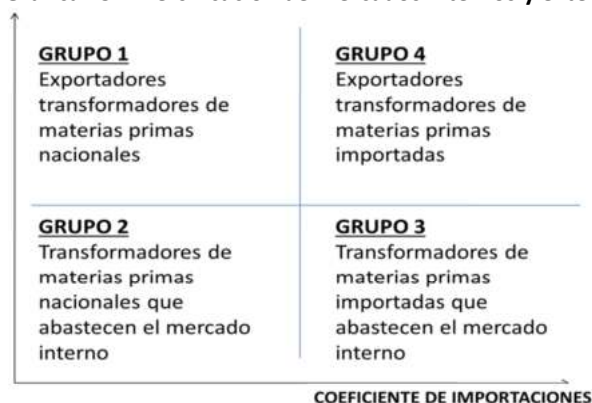 GRUPO 1
Exportadores
transformadores de
materias primas
nacionales
GRUPO 4
Exportadores
transformadores de
materias primas
importadas
GRUPO 2
Transformadores de
materias primas
nacionales que
abastecen el mercado
interno
GRUPO 3
Transformadores de
materias primas
importadas que
abastecen el mercado
interno
COEFICIENTE DE IMPORTACIONES